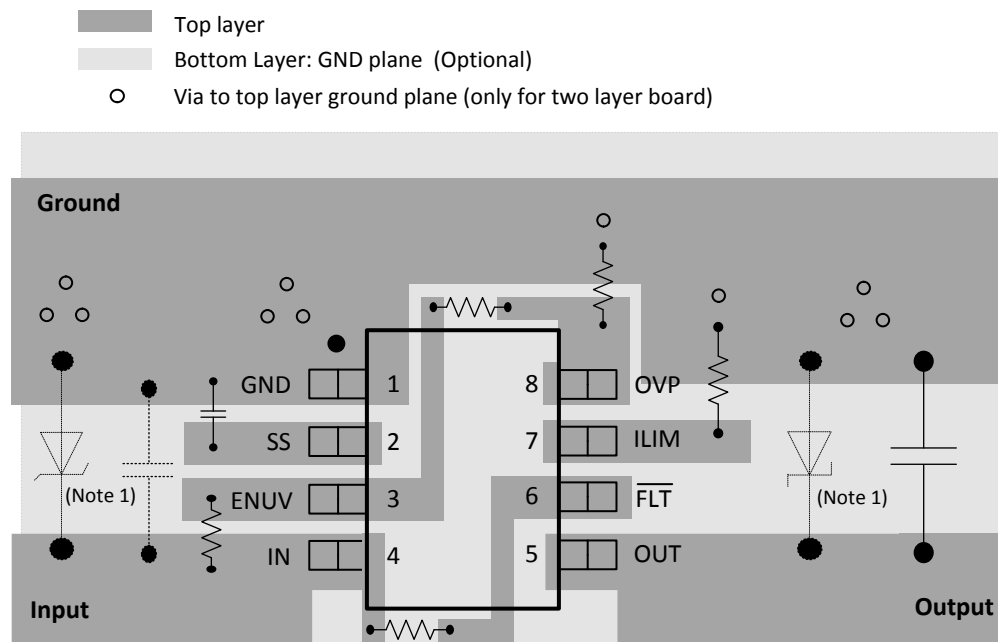 Top layer
Bottom Layer: GND plane (Optional)
Via to top layer ground plane (only for two layer board)
Ground
GND 1 8 OVP
SS 2 7 ILIM
(Note 1) ENUV 3 6 FLT (Note 1)
IN 4 5 OUT
Input Output